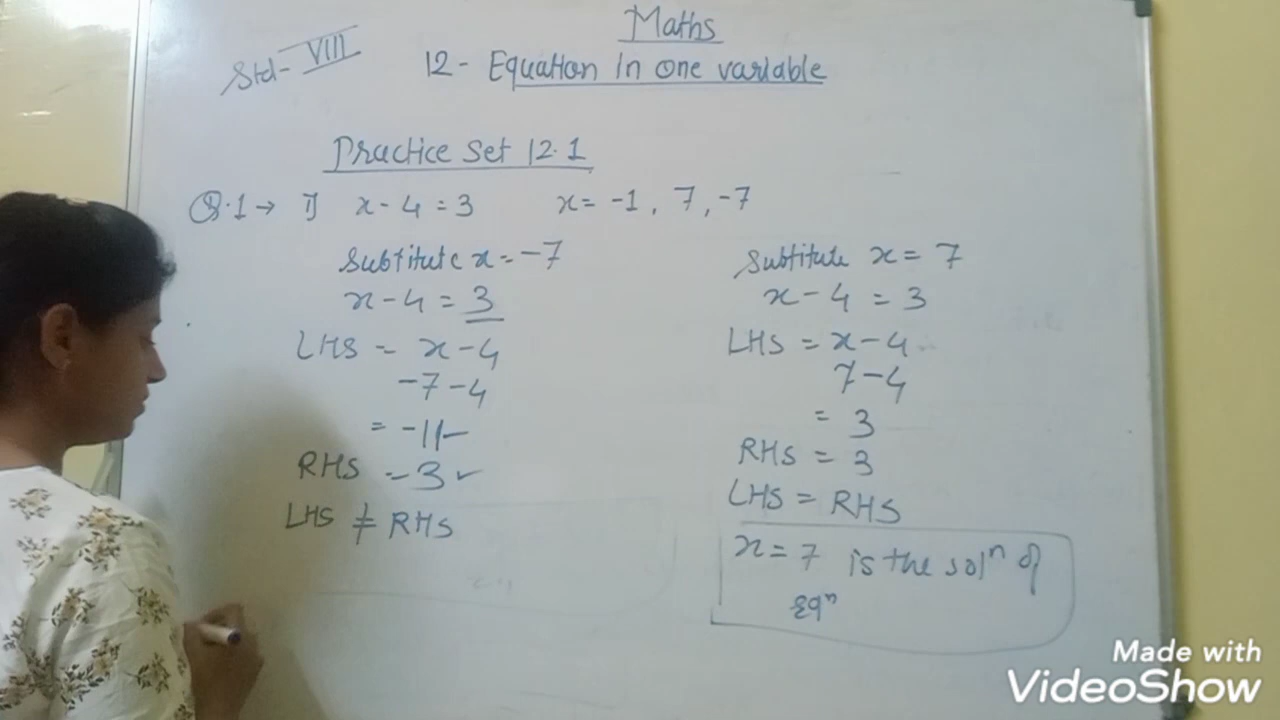 Maths
Std- VIII
12- Equation in one variable
Practice Set 12.1
Q.1→ 1] x - 4 = 3 x = -1, 7, -7
Subtitute x = -7
x - 4 = 3
LHS = x - 4
-7 - 4
= -11
RHS = 3 ✓
LHS ≠ RHS
Subtitute x = 7
x - 4 = 3
LHS = x - 4
7 - 4
= 3
RHS = 3
LHS = RHS
x = 7 is the solⁿ of
Eqⁿ
Made with
VideoShow